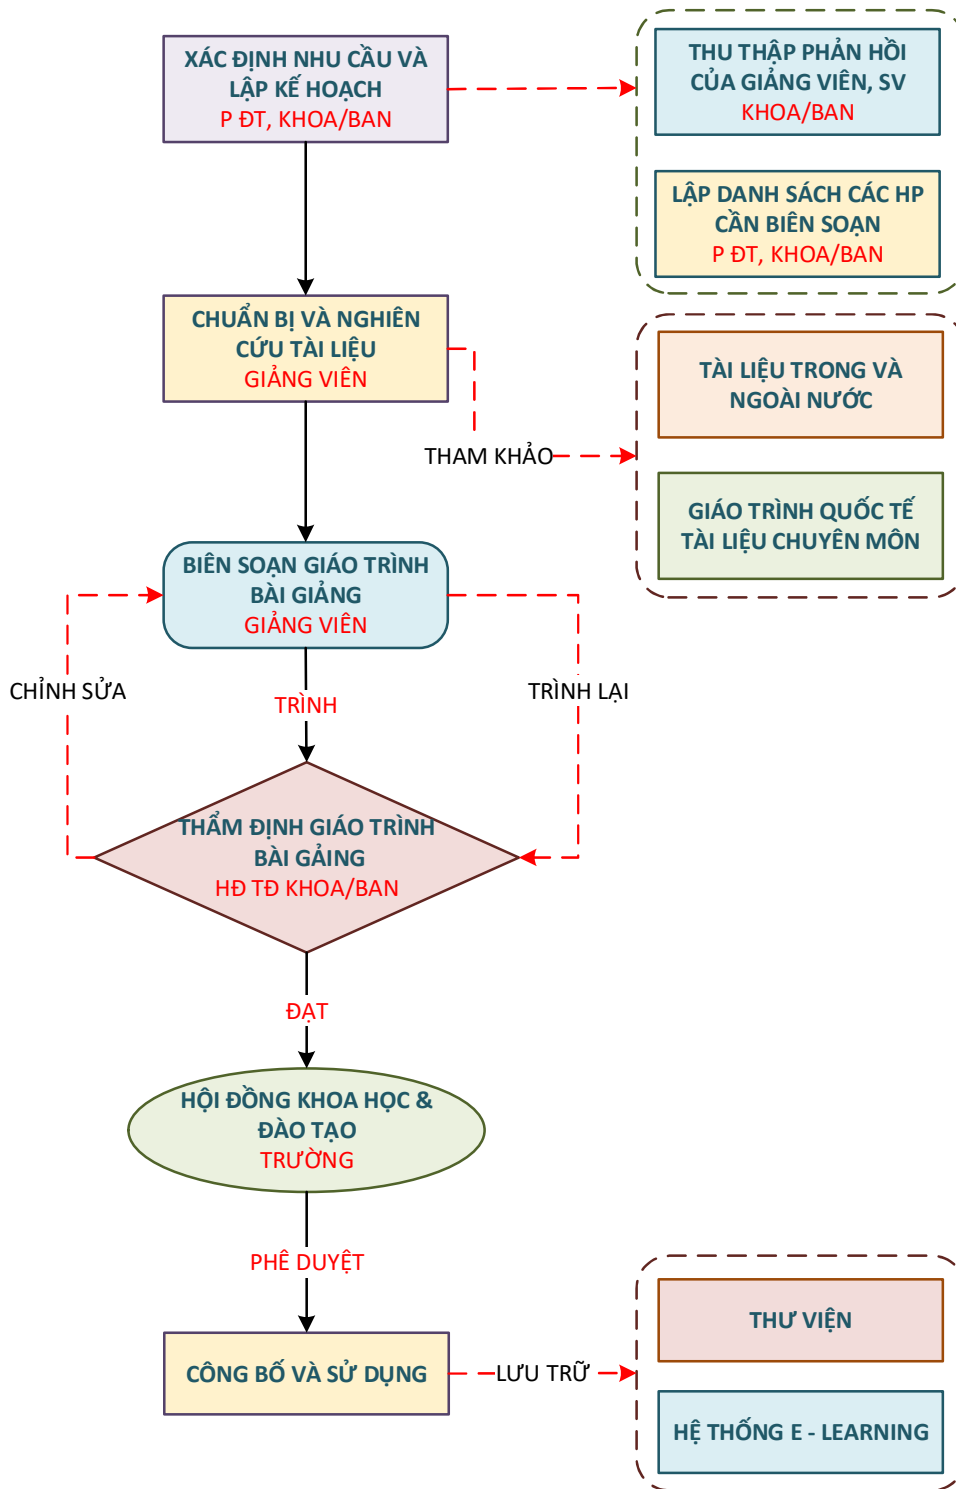 XÁC ĐỊNH NHU CẦU VÀ
LẬP KẾ HOẠCH
P ĐT, KHOA/BAN
THU THẬP PHẢN HỒI
CỦA GIẢNG VIÊN, SV
KHOA/BAN
LẬP DANH SÁCH CÁC HP
CẦN BIÊN SOẠN
P ĐT, KHOA/BAN
CHUẨN BỊ VÀ NGHIÊN
CỨU TÀI LIỆU
GIẢNG VIÊN
THAM KHẢO
TÀI LIỆU TRONG VÀ
NGOÀI NƯỚC
GIÁO TRÌNH QUỐC TẾ
TÀI LIỆU CHUYÊN MÔN
BIÊN SOẠN GIÁO TRÌNH
BÀI GIẢNG
GIẢNG VIÊN
CHỈNH SỬA
TRÌNH
TRÌNH LẠI
THẨM ĐỊNH GIÁO TRÌNH
BÀI GẢING
HĐ TĐ KHOA/BAN
ĐẠT
HỘI ĐỒNG KHOA HỌC &
ĐÀO TẠO
TRƯỜNG
PHÊ DUYỆT
CÔNG BỐ VÀ SỬ DỤNG
LƯU TRỮ
THƯ VIỆN
HỆ THỐNG E - LEARNING